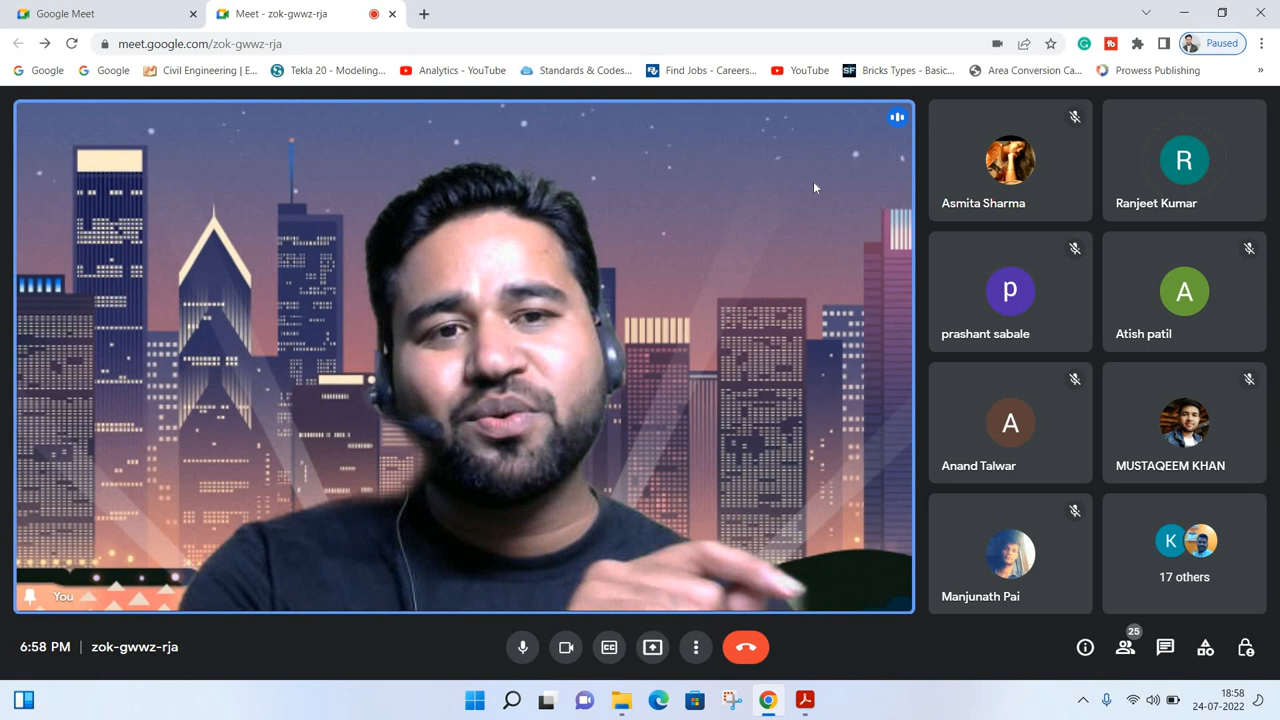 Google Meet
Meet - zok-gwwz-rja
meet.google.com/zok-gwwz-rja
Paused
Google
Google
Civil Engineering | E...
Tekla 20 - Modeling...
Analytics - YouTube
Standards & Codes...
Find Jobs - Careers...
YouTube
SF
Bricks Types - Basic...
Area Conversion Ca...
Prowess Publishing
»
You
Asmita Sharma
R
Ranjeet Kumar
p
prashant sabale
A
Atish patil
A
Anand Talwar
MUSTAQEEM KHAN
Manjunath Pai
K
17 others
6:58 PM | zok-gwwz-rja
CC
25
18:58
24-07-2022